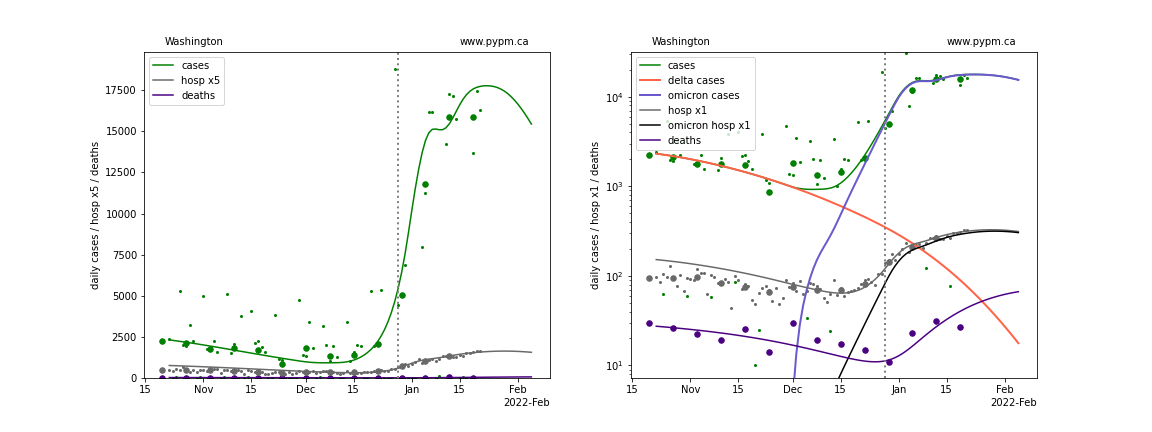 Washington
www.pypm.ca
cases
hosp x5
deaths
17500
15000
12500
10000
7500
5000
2500
0
daily cases / hosp x5 / deaths
15
Nov
15
Dec
15
Jan
15
Feb
2022-Feb
Washington
www.pypm.ca
cases
delta cases
omicron cases
hosp x1
omicron hosp x1
deaths
10⁴
10³
10²
10¹
daily cases / hosp x1 / deaths
15
Nov
15
Dec
15
Jan
15
Feb
2022-Feb